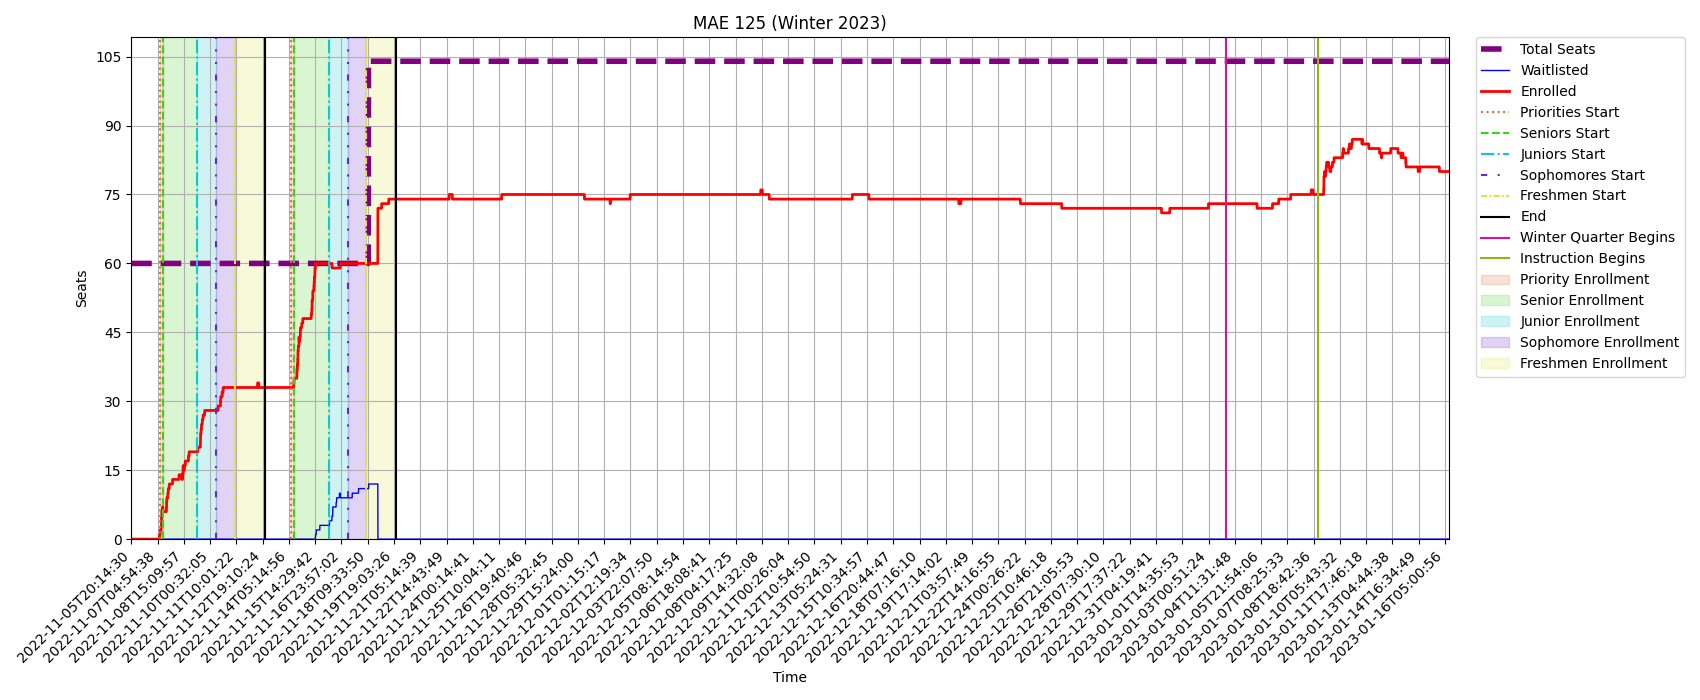 MAE 125 (Winter 2023)
Seats
105
90
75
60
45
30
15
0
2022-11-05T20:14:30
2022-11-07T04:54:38
2022-11-08T15:09:57
2022-11-10T00:32:05
2022-11-11T10:01:22
2022-11-12T19:10:24
2022-11-14T05:14:56
2022-11-15T14:29:42
2022-11-16T23:57:02
2022-11-18T09:33:50
2022-11-19T19:03:26
2022-11-21T05:14:39
2022-11-22T14:43:49
2022-11-24T00:14:41
2022-11-25T10:04:11
2022-11-26T19:40:46
2022-11-28T05:32:45
2022-11-29T15:24:00
2022-12-01T01:15:17
2022-12-02T12:19:34
2022-12-03T22:07:50
2022-12-05T08:14:54
2022-12-06T18:08:41
2022-12-08T04:17:25
2022-12-09T14:32:08
2022-12-11T00:26:04
2022-12-12T10:54:50
2022-12-13T05:24:31
2022-12-15T10:34:57
2022-12-16T20:44:47
2022-12-18T07:16:10
2022-12-19T17:14:02
2022-12-21T03:57:49
2022-12-22T14:16:55
2022-12-24T00:26:22
2022-12-25T10:46:18
2022-12-26T21:05:53
2022-12-28T07:30:10
2022-12-29T17:37:22
2022-12-31T04:19:41
2023-01-01T14:35:53
2023-01-03T00:51:24
2023-01-04T11:31:48
2023-01-05T21:54:06
2023-01-07T08:25:33
2023-01-08T18:42:36
2023-01-10T05:43:32
2023-01-11T17:46:18
2023-01-13T04:44:38
2023-01-14T16:34:49
2023-01-16T05:00:56
Time
Total Seats
Waitlisted
Enrolled
Priorities Start
Seniors Start
Juniors Start
Sophomores Start
Freshmen Start
End
Winter Quarter Begins
Instruction Begins
Priority Enrollment
Senior Enrollment
Junior Enrollment
Sophomore Enrollment
Freshmen Enrollment